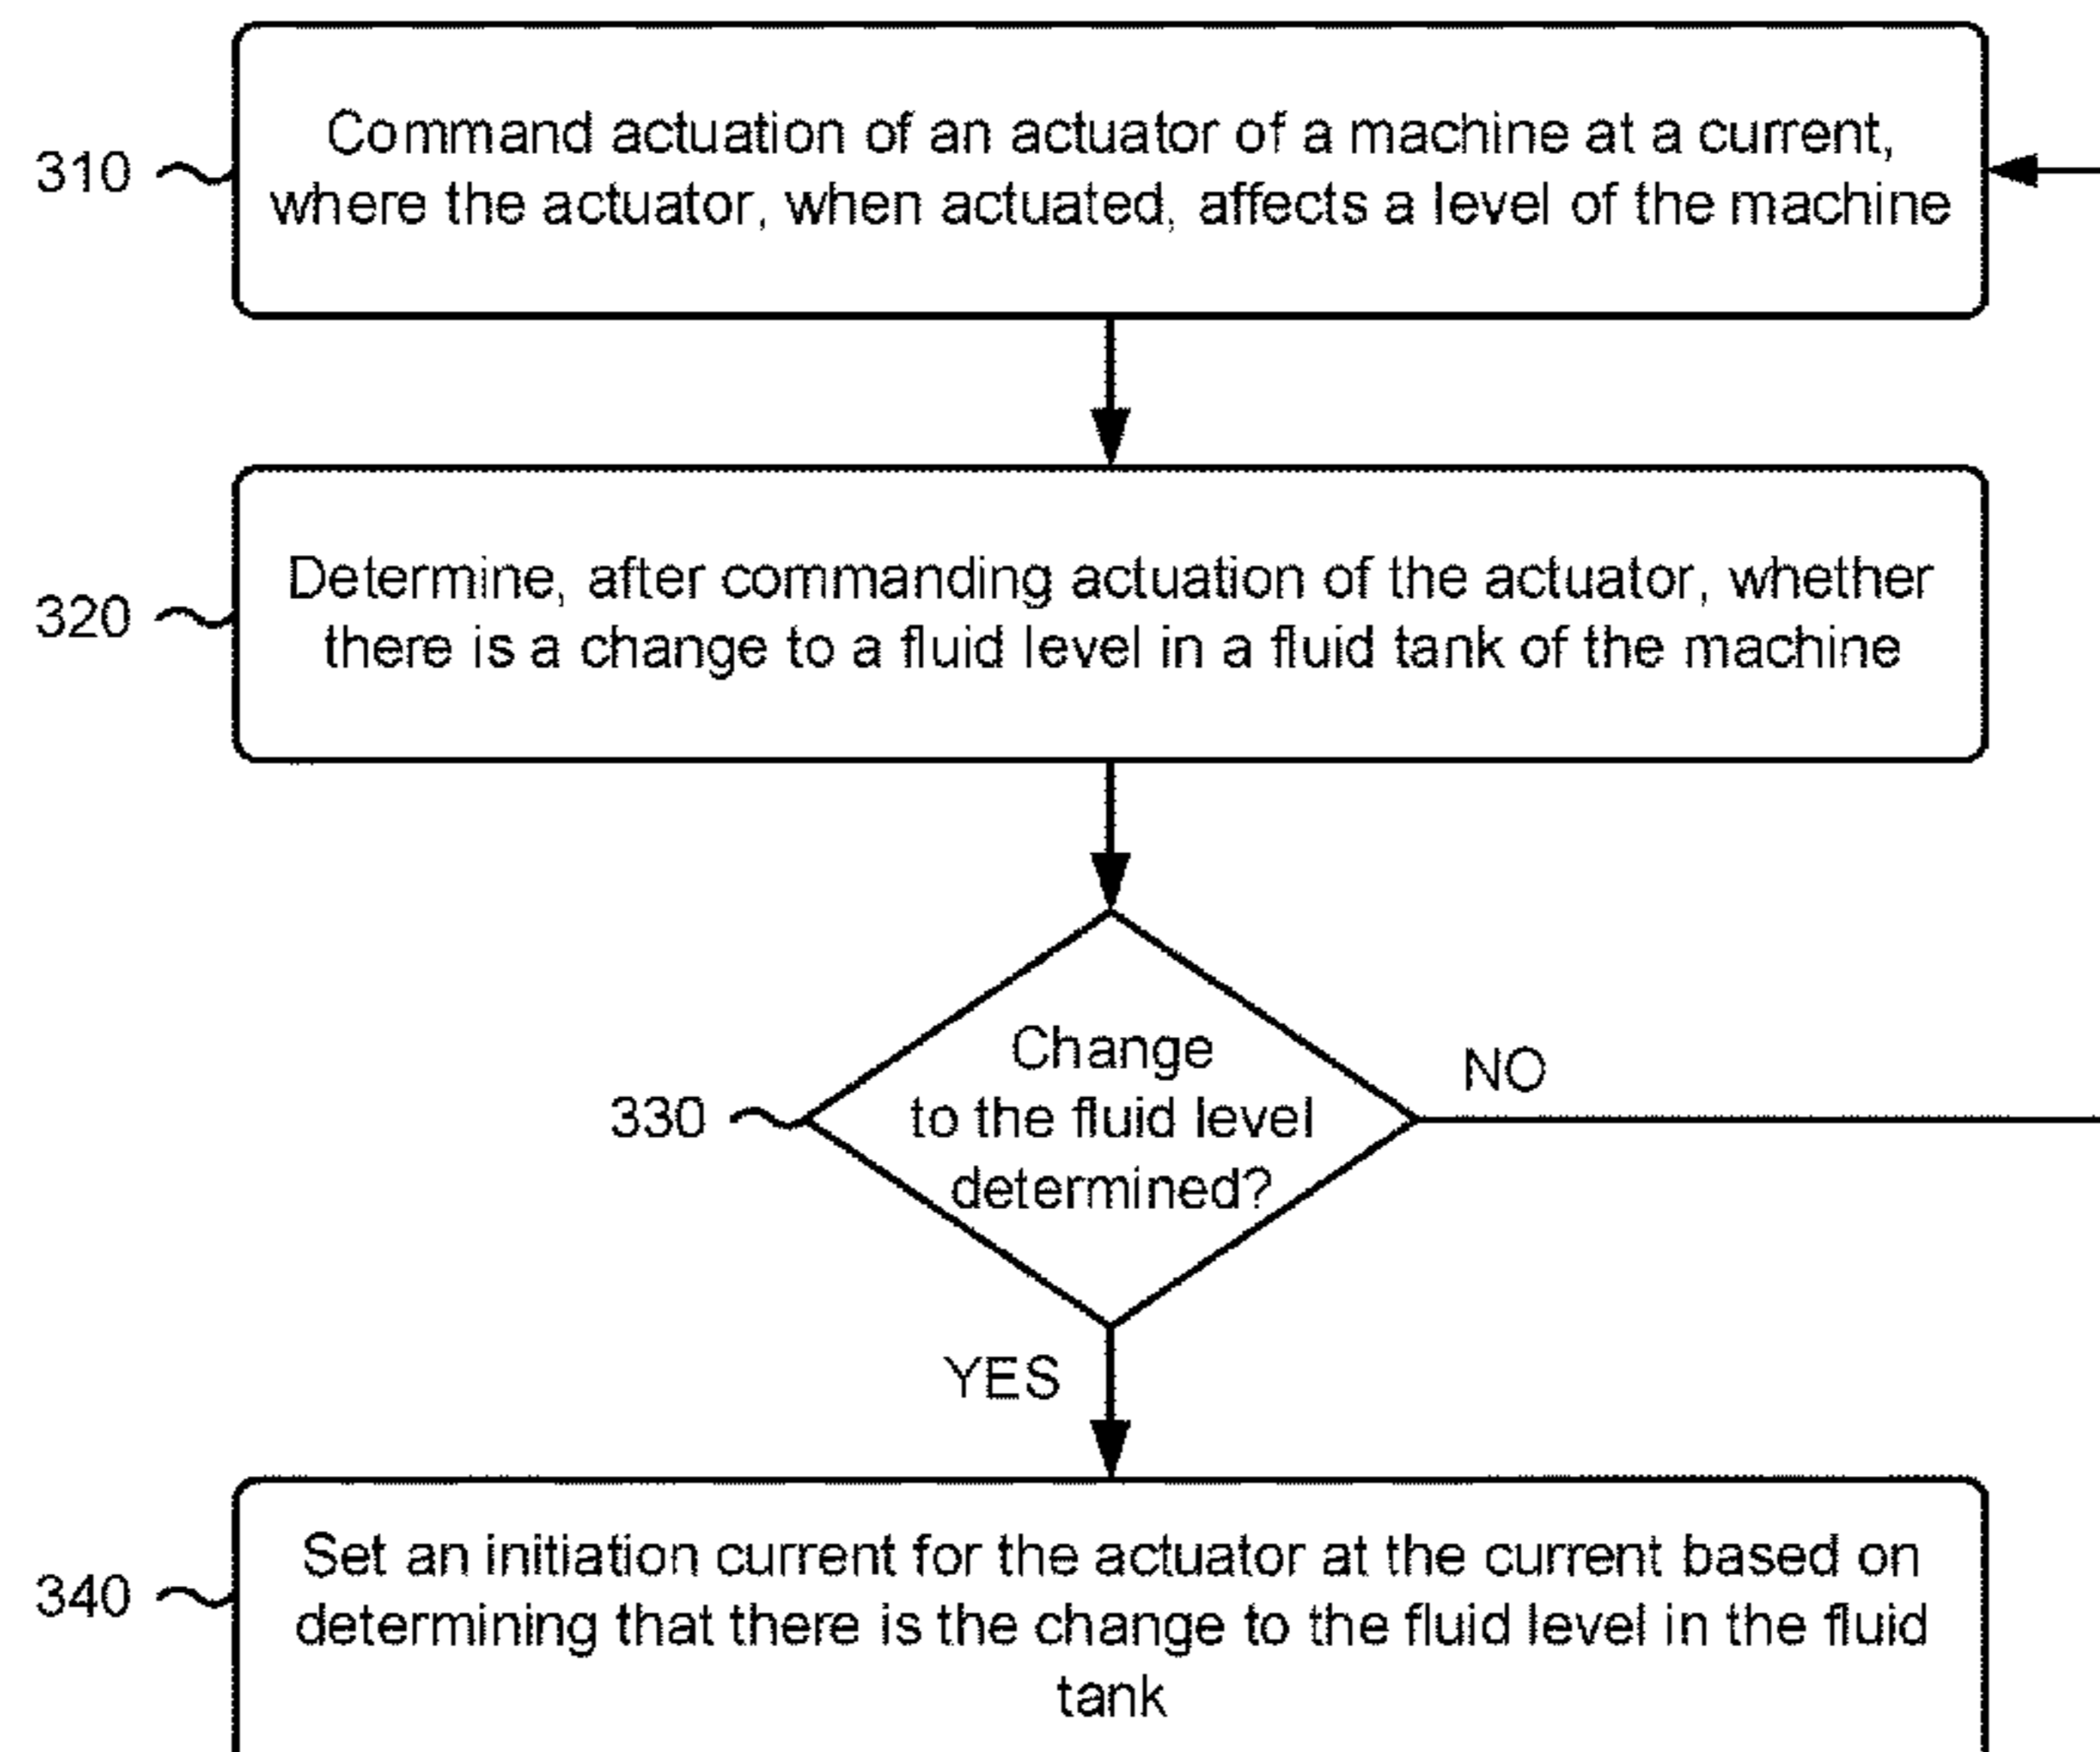 310
Command actuation of an actuator of a machine at a current,
where the actuator, when actuated, affects a level of the machine
320
Determine, after commanding actuation of the actuator, whether
there is a change to a fluid level in a fluid tank of the machine
330
Change
to the fluid level
determined?
NO
YES
340
Set an initiation current for the actuator at the current based on
determining that there is the change to the fluid level in the fluid
tank